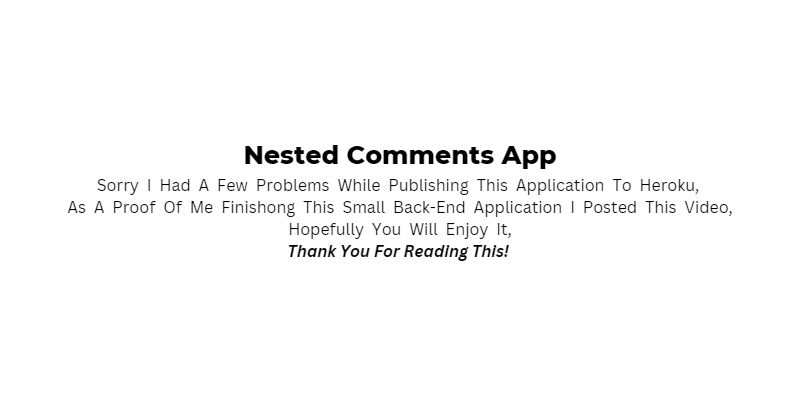 Nested Comments App
Sorry I Had A Few Problems While Publishing This Application To Heroku,
As A Proof Of Me Finishong This Small Back-End Application I Posted This Video,
Hopefully You Will Enjoy It,
Thank You For Reading This!